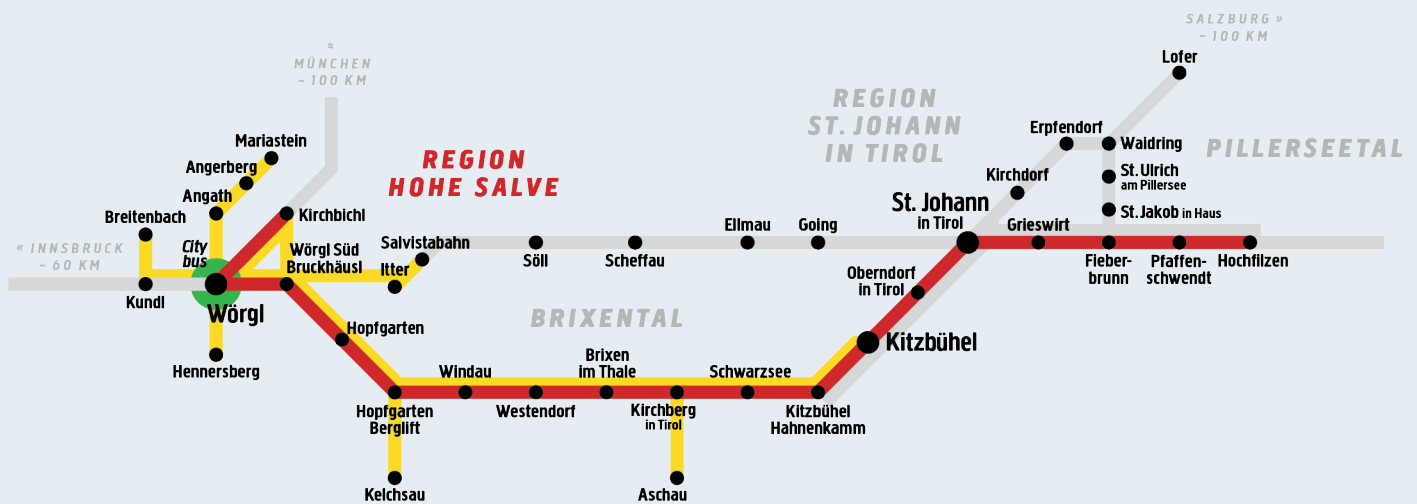 SALZBURG »
~ 100 KM
»
MÜNCHEN
~ 100 KM
Lofer
REGION
ST. JOHANN
IN TIROL
Erpfendorf
Waidring
PILLERSEETAL
Mariastein
Angerberg
Angath
REGION
HOHE SALVE
St. Ulrich
am Pillersee
Kirchdorf
St. Johann
in Tirol
St. Jakob in Haus
Breitenbach
Kirchbichl
Grieswirt
Ellmau
Going
« INNSBRUCK
~ 60 KM
City
bus
Wörgl Süd
Bruckhäusl
Salvistabahn
Itter
Söll
Scheffau
Fieber-
brunn
Pfaffen-
schwendt
Hochfilzen
Oberndorf
in Tirol
Kundl
Wörgl
Hopfgarten
BRIXENTAL
Kitzbühel
Hennersberg
Windau
Brixen
im Thale
Schwarzsee
Hopfgarten
Berglift
Westendorf
Kirchberg
in Tirol
Kitzbühel
Hahnenkamm
Kelchsau
Aschau